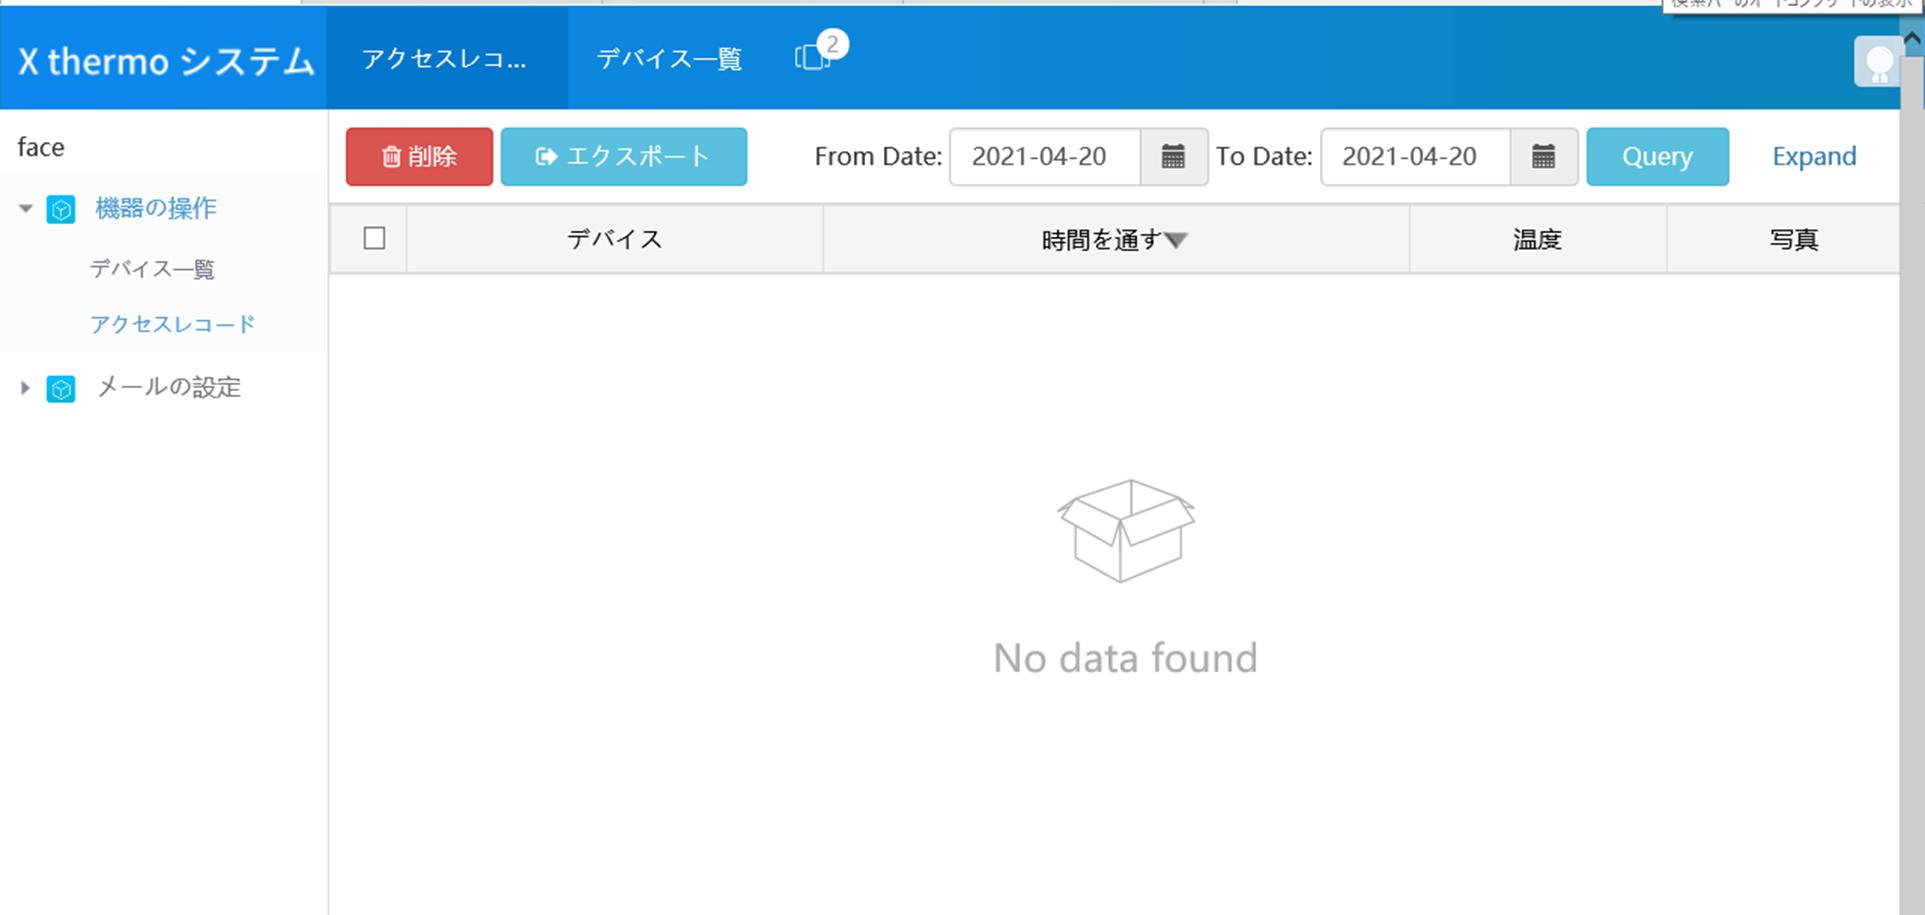 X thermo システム
アクセスレコ...
デバイス一覧
2
face
機器の操作
デバイス一覧
アクセスレコード
メールの設定
削除
エクスポート
From Date:
2021-04-20
To Date:
2021-04-20
Query
Expand
デバイス
時間を通す
温度
写真
No data found